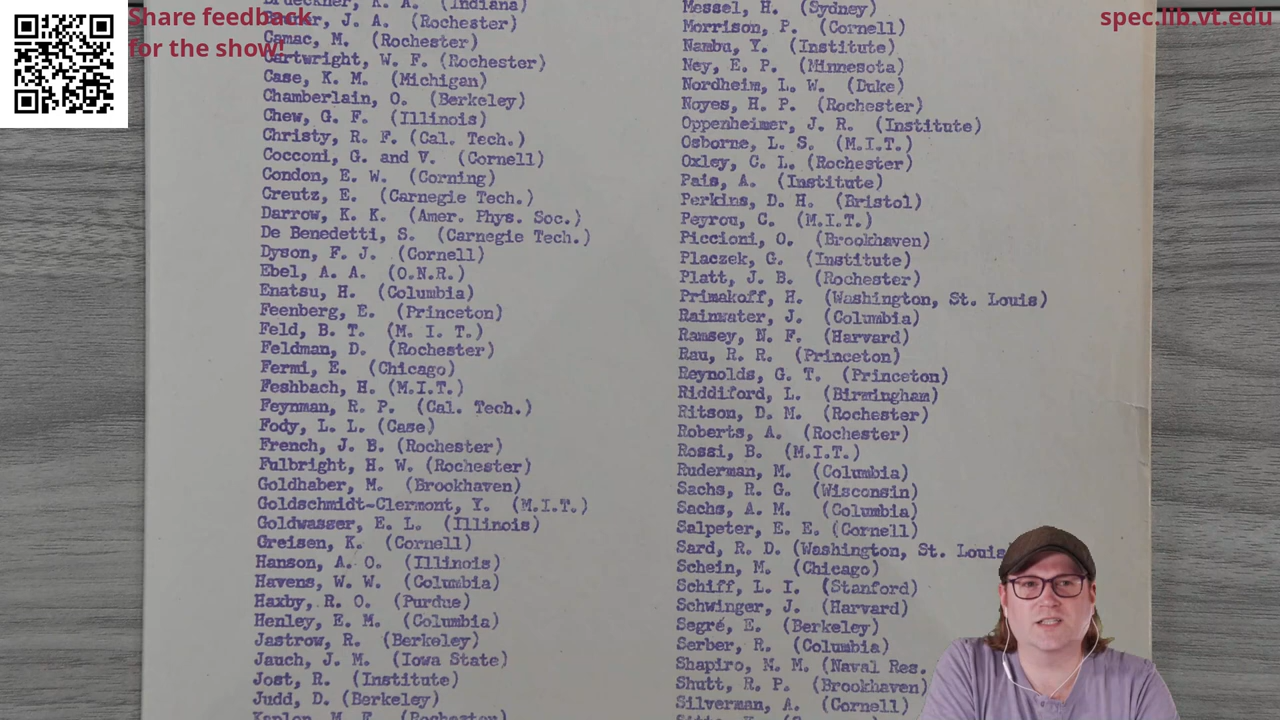 Share feedback
for the show!
spec.lib.vt.edu
Brueckner, K. A. (Indiana)
J. A. (Rochester)
Camac, M. (Rochester)
Cartwright, W. F. (Rochester)
Case, K. M. (Michigan)
Chamberlain, O. (Berkeley)
Chew, G. F. (Illinois)
Christy, R. F. (Cal. Tech.)
Cocconi, G. and V. (Cornell)
Condon, E. W. (Corning)
Creutz, E. (Carnegie Tech.)
Darrow, K. K. (Amer. Phys. Soc.)
De Benedetti, S. (Carnegie Tech.)
Dyson, F. J. (Cornell)
Ebel, A. A. (O.N.R.)
Enatsu, H. (Columbia)
Feenberg, E. (Princeton)
Feld, B. T. (M. I. T.)
Feldman, D. (Rochester)
Fermi, E. (Chicago)
Feshbach, H. (M.I.T.)
Feynman, R. P. (Cal. Tech.)
Fody, L. L. (Case)
French, J. B. (Rochester)
Fulbright, H. W. (Rochester)
Goldhaber, M. (Brookhaven)
Goldschmidt-Clermont, Y. (M.I.T.)
Goldwasser, E. L. (Illinois)
Greisen, K. (Cornell)
Hanson, A. O. (Illinois)
Havens, W. W. (Columbia)
Haxby, R. O. (Purdue)
Henley, E. M. (Columbia)
Jastrow, R. (Berkeley)
Jauch, J. M. (Iowa State)
Jost, R. (Institute)
Judd, D. (Berkeley)
Kaplon, M. F. (Rochester)
Messel, H. (Sydney)
Morrison, P. (Cornell)
Nambu, Y. (Institute)
Ney, E. P. (Minnesota)
Nordheim, L. W. (Duke)
Noyes, H. P. (Rochester)
Oppenheimer, J. R. (Institute)
Osborne, L. S. (M.I.T.)
Oxley, C. L. (Rochester)
Pais, A. (Institute)
Perkins, D. H. (Bristol)
Peyrou, C. (M.I.T.)
Piccioni, O. (Brookhaven)
Placzek, G. (Institute)
Platt, J. B. (Rochester)
Primakoff, H. (Washington, St. Louis)
Rainwater, J. (Columbia)
Ramsey, N. F. (Harvard)
Rau, R. R. (Princeton)
Reynolds, G. T. (Princeton)
Riddiford, L. (Birmingham)
Ritson, D. M. (Rochester)
Roberts, A. (Rochester)
Rossi, B. (M.I.T.)
Ruderman, M. (Columbia)
Sachs, R. G. (Wisconsin)
Sachs, A. M. (Columbia)
Salpeter, E. E. (Cornell)
Sard, R. D. (Washington, St. Louis
Schein, M. (Chicago)
Schiff, L. I. (Stanford)
Schwinger, J. (Harvard)
Segré, E. (Berkeley)
Serber, R. (Columbia)
Shapiro, N. M. (Naval Res.
Shutt, R. P. (Brookhaven)
Silverman, A. (Cornell)